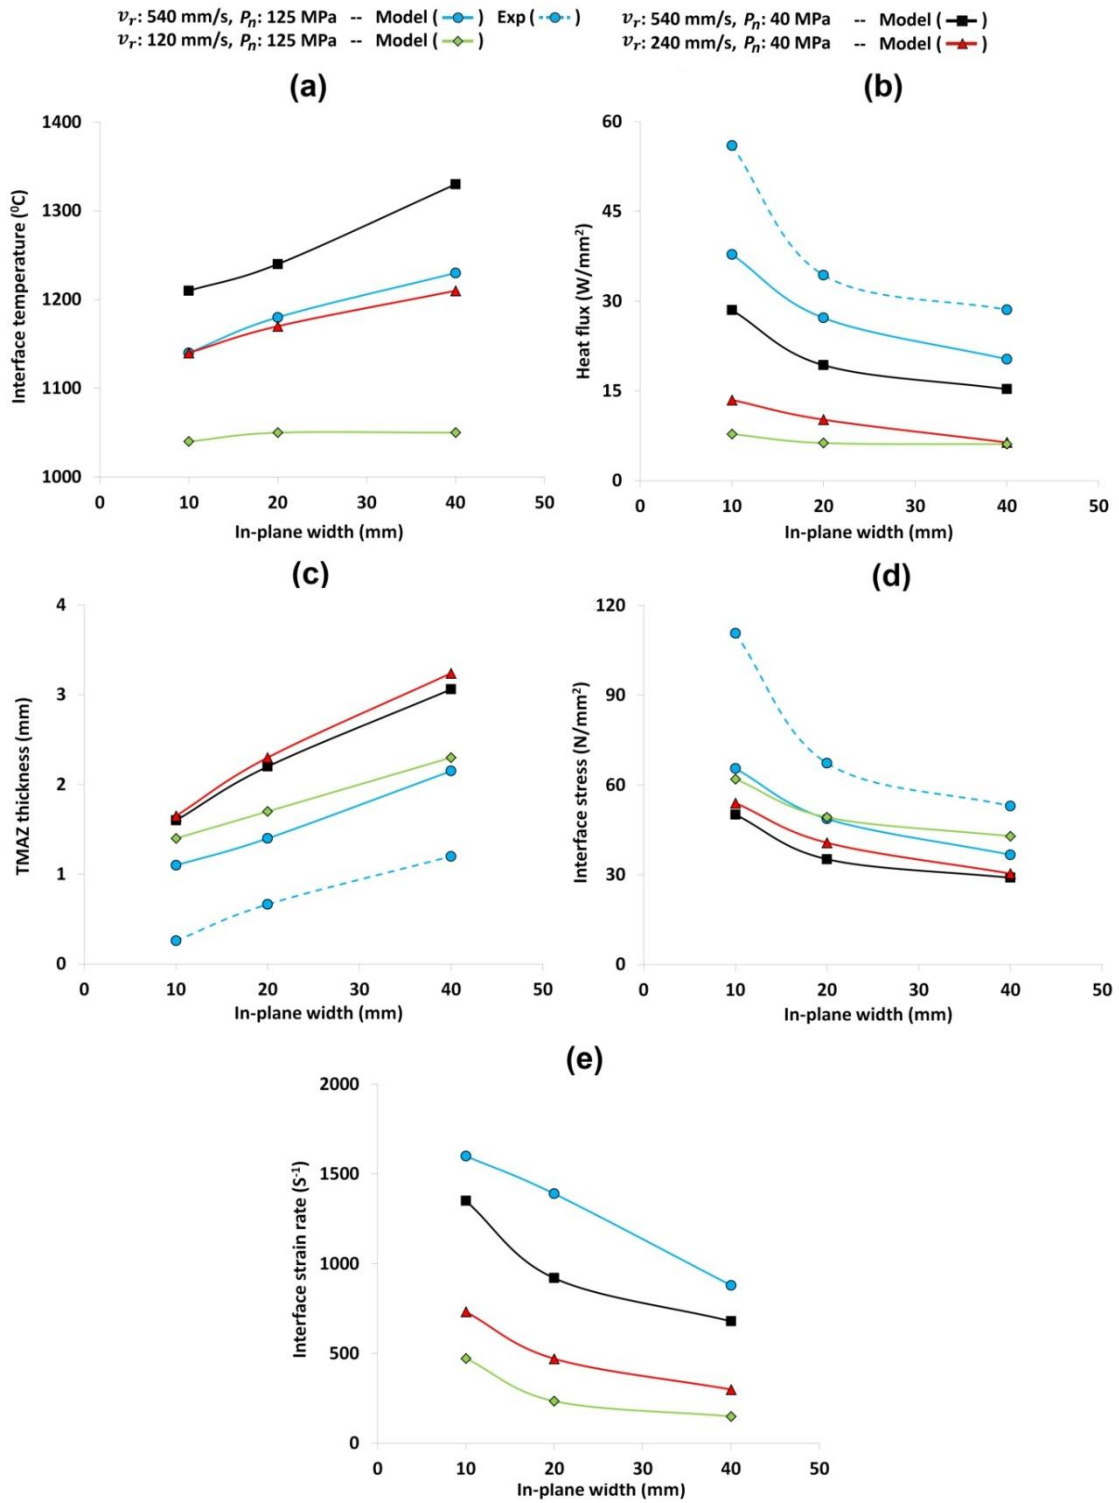 𝑣ᵣ: 540 mm/s, Pₙ: 125 MPa -- Model ( ) Exp ( )
𝑣ᵣ: 120 mm/s, Pₙ: 125 MPa -- Model ( )
𝑣ᵣ: 540 mm/s, Pₙ: 40 MPa -- Model ( )
𝑣ᵣ: 240 mm/s, Pₙ: 40 MPa -- Model ( )
(a)
Interface temperature (⁰C)
1400
1300
1200
1100
1000
0 10 20 30 40 50
In-plane width (mm)
(b)
Heat flux (W/mm²)
60
45
30
15
0
0 10 20 30 40 50
In-plane width (mm)
(c)
TMAZ thickness (mm)
4
3
2
1
0
0 10 20 30 40 50
In-plane width (mm)
(d)
Interface stress (N/mm²)
120
90
60
30
0
0 10 20 30 40 50
In-plane width (mm)
(e)
Interface strain rate (S⁻¹)
2000
1500
1000
500
0
0 10 20 30 40 50
In-plane width (mm)